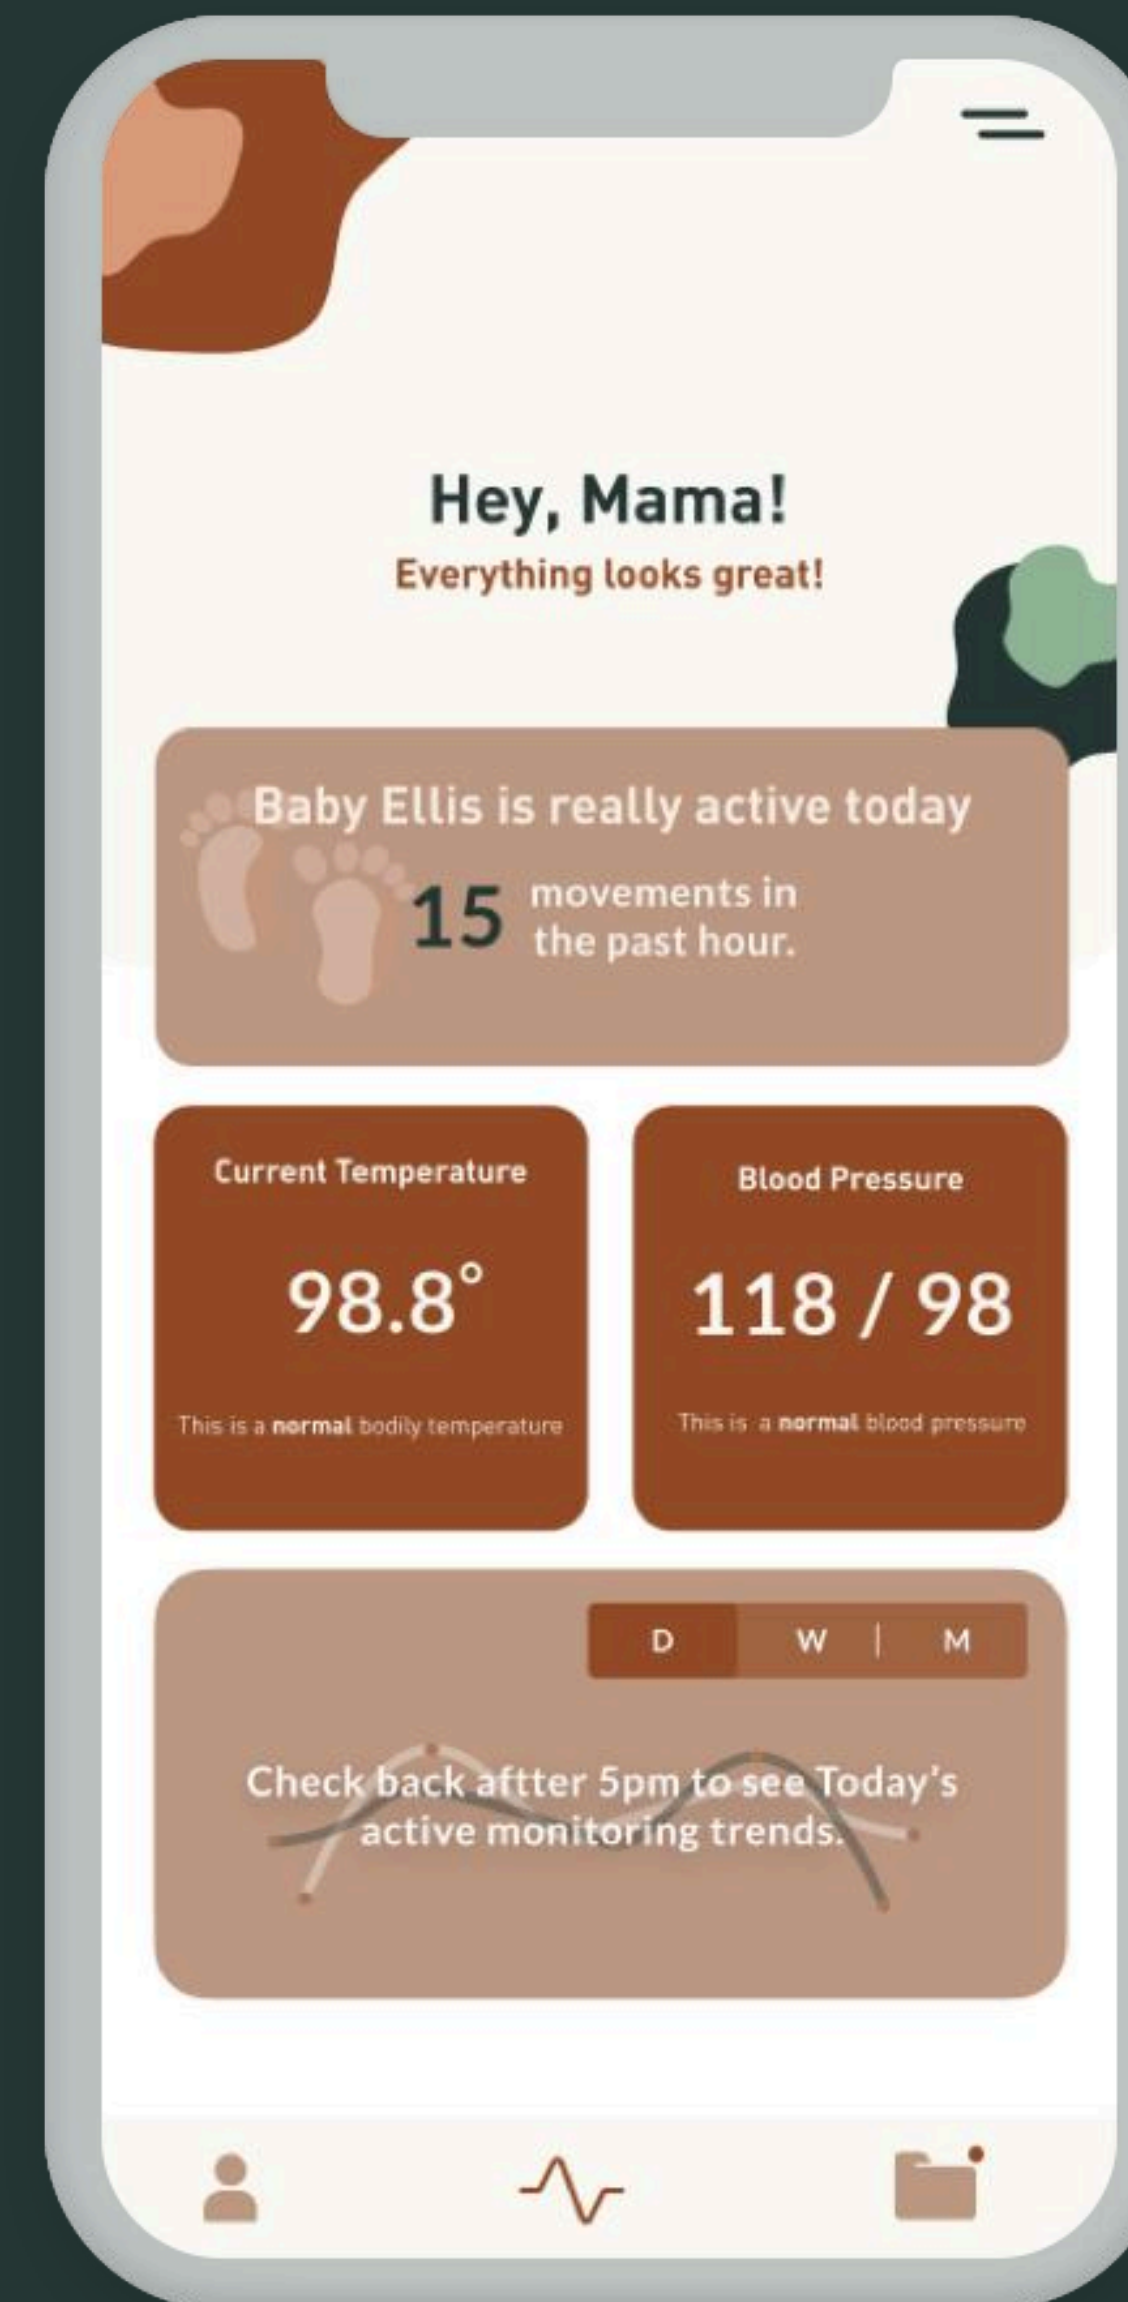 Hey, Mama!
Everything looks great!
Baby Ellis is really active today
15 movements in
the past hour.
Current Temperature
98.8°
This is a normal bodily temperature
Blood Pressure
118 / 98
This is a normal blood pressure
D W | M
Check back aftter 5pm to see Today's
active monitoring trends.